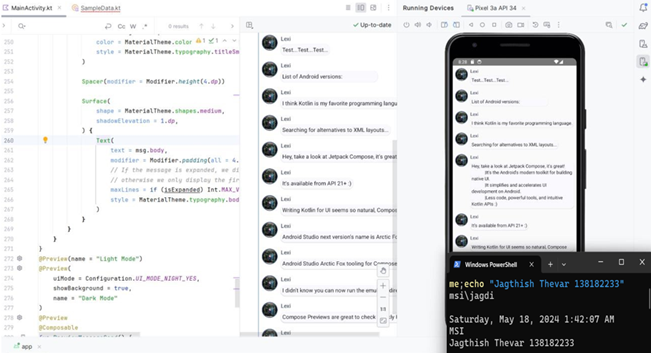 MainActivity.kt
SampleData.kt
Running Devices
Pixel 3a API 34
Cc W .*
0 results
Up-to-date
1
1
250
color = MaterialTheme.color
251
style = MaterialTheme.typography.titleSm
252
)
253
254
Spacer(modifier = Modifier.height(4.dp))
255
256
Surface(
257
shape = MaterialTheme.shapes.medium,
258
shadowElevation = 1.dp,
259
) {
260
Text(
261
text = msg.body,
262
modifier = Modifier.padding(all = 4.
263
// If the message is expanded, we di
264
// otherwise we only display the fir
265
maxLines = if (isExpanded) Int.MAX_V
266
style = MaterialTheme.typography.bod
267
)
268
}
269
}
270
}
271
}
272
@Preview(name = "Light Mode")
273
@Preview(
274
uiMode = Configuration.UI_MODE_NIGHT_YES,
275
showBackground = true,
276
name = "Dark Mode"
277
)
278
@Preview
279
@Composable
app
Lexi
Test...Test...Test...
Lexi
List of Android versions:
Lexi
I think Kotlin is my favorite programming langu
Lexi
Searching for alternatives to XML layouts...
Lexi
Hey, take a look at Jetpack Compose, it's great
Lexi
It's available from API 21+ :)
Lexi
Writing Kotlin for UI seems so natural, Compose
Lexi
Android Studio next version's name is Arctic Fox
Lexi
Android Studio Arctic Fox tooling for Compose
Lexi
I didn't know you can now run the emu
Lexi
Compose Previews are great to check
1:1
Lexi
Test...Test...Test...
Lexi
List of Android versions:
Lexi
I think Kotlin is my favorite programming language
Lexi
Searching for alternatives to XML layouts...
Lexi
Hey, take a look at Jetpack Compose, it's great!
It's the Android's modern toolkit for building
native UI.
It simplifies and accelerates UI
development on Android.
Less code, powerful tools, and intuitive
Kotlin APIs :)
Lexi
It's available from API 21+ :)
Lexi
Writing Kotlin for UI seems so natural, Compose
Windows PowerShell
me;echo "Jagthish Thevar 138182233"
msi\jagdi
Saturday, May 18, 2024 1:42:07 AM
MSI
Jagthish Thevar 138182233